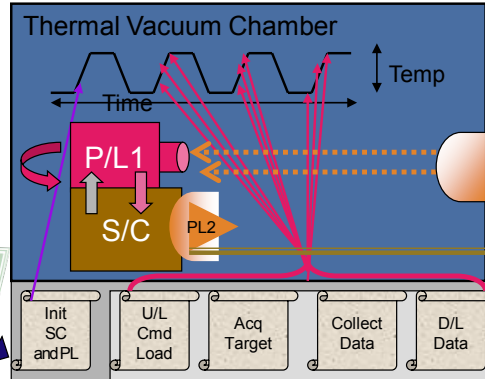 Thermal Vacuum Chamber
Temp
Time
P/L1
S/C
PL2
Init
SC
and PL
U/L
Cmd
Load
Acq
Target
Collect
Data
D/L
Data